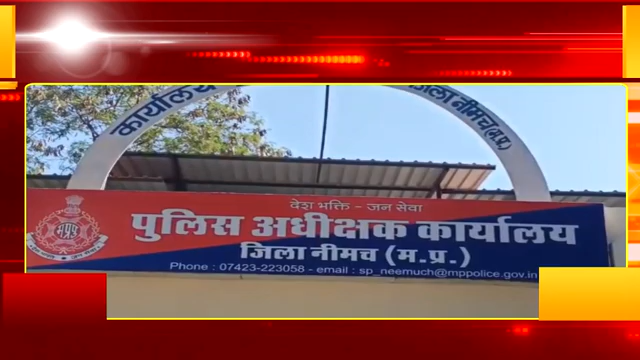 कार्यालय
जिला नीमच (म.प्र.)
देश भक्ति - जन सेवा
म प्र पु
पुलिस अधीक्षक कार्यालय
जिला नीमच (म.प्र.)
Phone : 07423-223058 - email : sp_neemuch@mppolice.gov.in